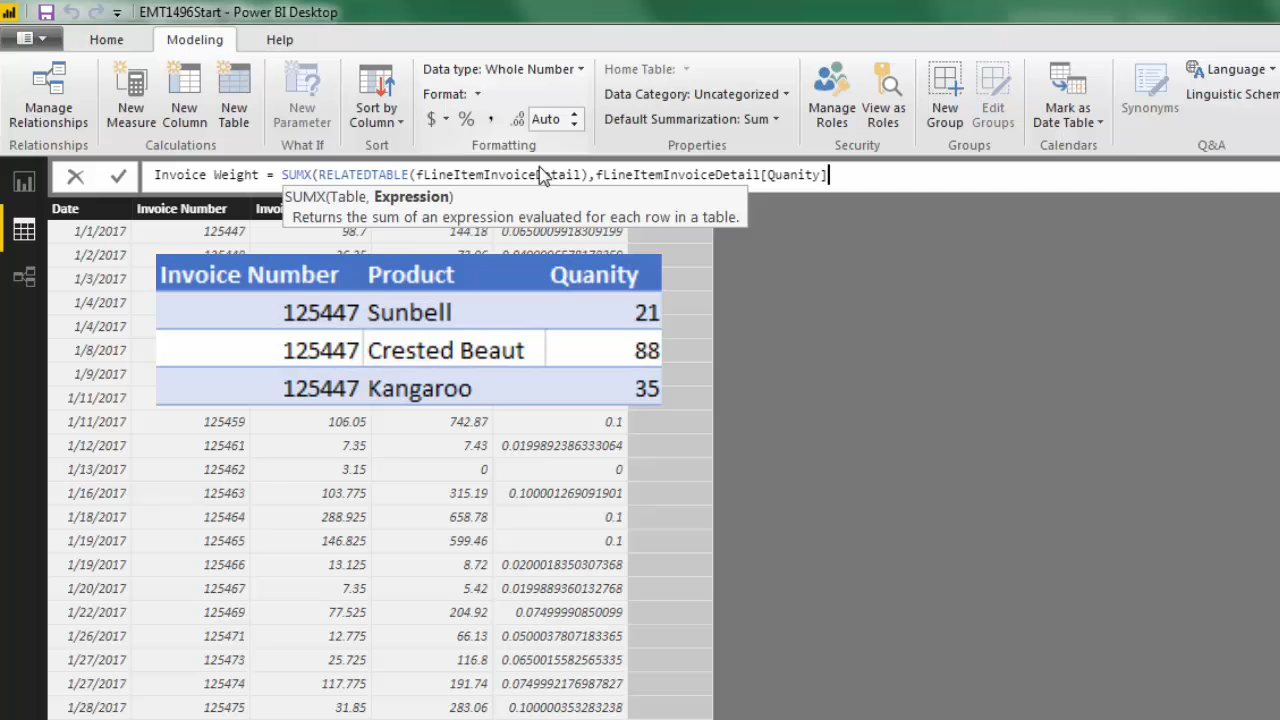 EMT1496Start - Power BI Desktop
Home Modeling Help
Manage Relationships
New Measure
New Column
New Table
New Parameter
Sort by Column
Data type: Whole Number
Format:
$ % , .00 Auto
Home Table:
Data Category: Uncategorized
Default Summarization: Sum
Manage Roles
View as Roles
New Group
Edit Groups
Mark as Date Table
Synonyms
Language
Linguistic Schem
Relationships Calculations What If Sort Formatting Properties Security Groups Calendars Q&A
Invoice Weight = SUMX(RELATEDTABLE(fLineItemInvoiceDetail),fLineItemInvoiceDetail[Quanity]
SUMX(Table, Expression)
Returns the sum of an expression evaluated for each row in a table.
Date Invoice Number Invoi
1/1/2017 125447 98.7 144.18 0.0650009918309199
1/2/2017
1/3/2017
1/4/2017
1/4/2017
1/8/2017
1/9/2017
1/11/2017
Invoice Number Product Quanity
125447 Sunbell 21
125447 Crested Beaut 88
125447 Kangaroo 35
1/11/2017 125459 106.05 742.87 0.1
1/12/2017 125461 7.35 7.43 0.0199892386333064
1/13/2017 125462 3.15 0 0
1/16/2017 125463 103.775 315.19 0.100001269091901
1/18/2017 125464 288.925 658.78 0.1
1/19/2017 125465 146.825 599.46 0.1
1/19/2017 125466 13.125 8.72 0.0200018350307368
1/20/2017 125467 7.35 5.42 0.0199889360132768
1/22/2017 125469 77.525 204.92 0.07499990850099
1/26/2017 125471 12.775 66.13 0.0500037807183365
1/27/2017 125473 25.725 116.8 0.0650015582565335
1/27/2017 125474 117.775 191.74 0.0749992176987827
1/28/2017 125475 31.85 283.06 0.100000353283238